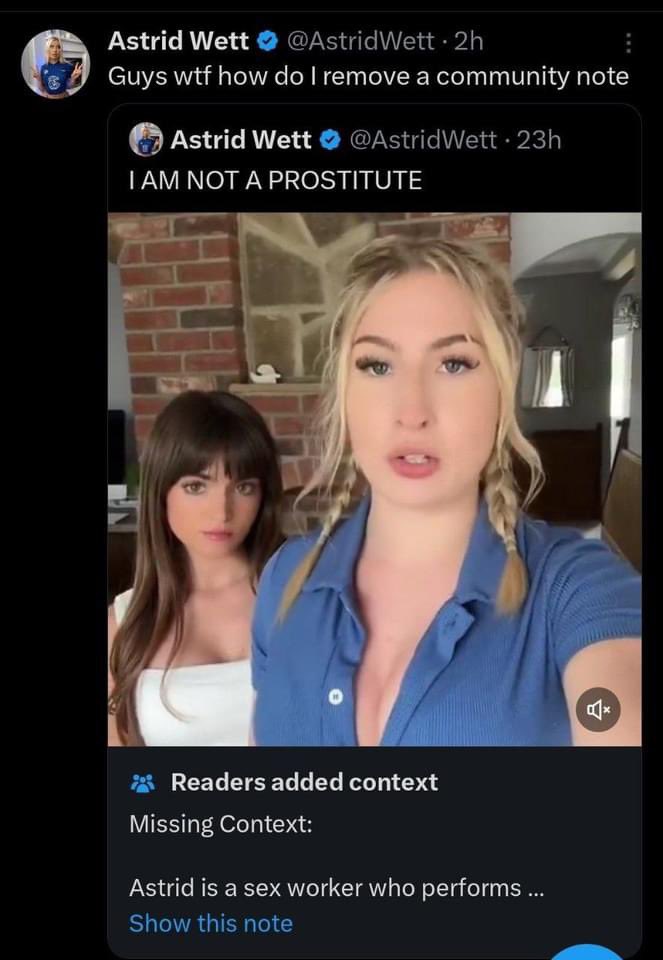 Astrid Wett @AstridWett · 2h
Guys wtf how do I remove a community note
Astrid Wett @AstridWett · 23h
I AM NOT A PROSTITUTE
Readers added context
Missing Context:
Astrid is a sex worker who performs ...
Show this note